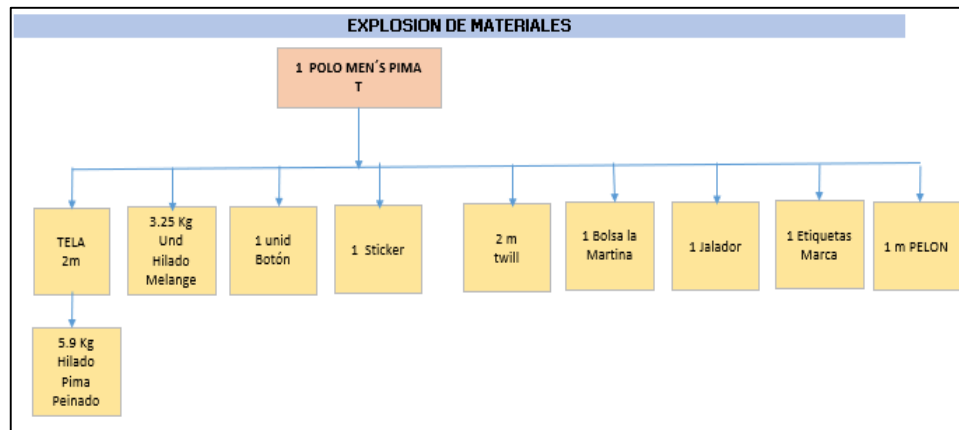 EXPLOSION DE MATERIALES
1 POLO MEN´S PIMA
T
TELA
2m
3.25 Kg
Und
Hilado
Melange
1 unid
Botón
1 Sticker
2 m
twill
1 Bolsa la
Martina
1 Jalador
1 Etiquetas
Marca
1 m PELON
5.9 Kg
Hilado
Pima
Peinado